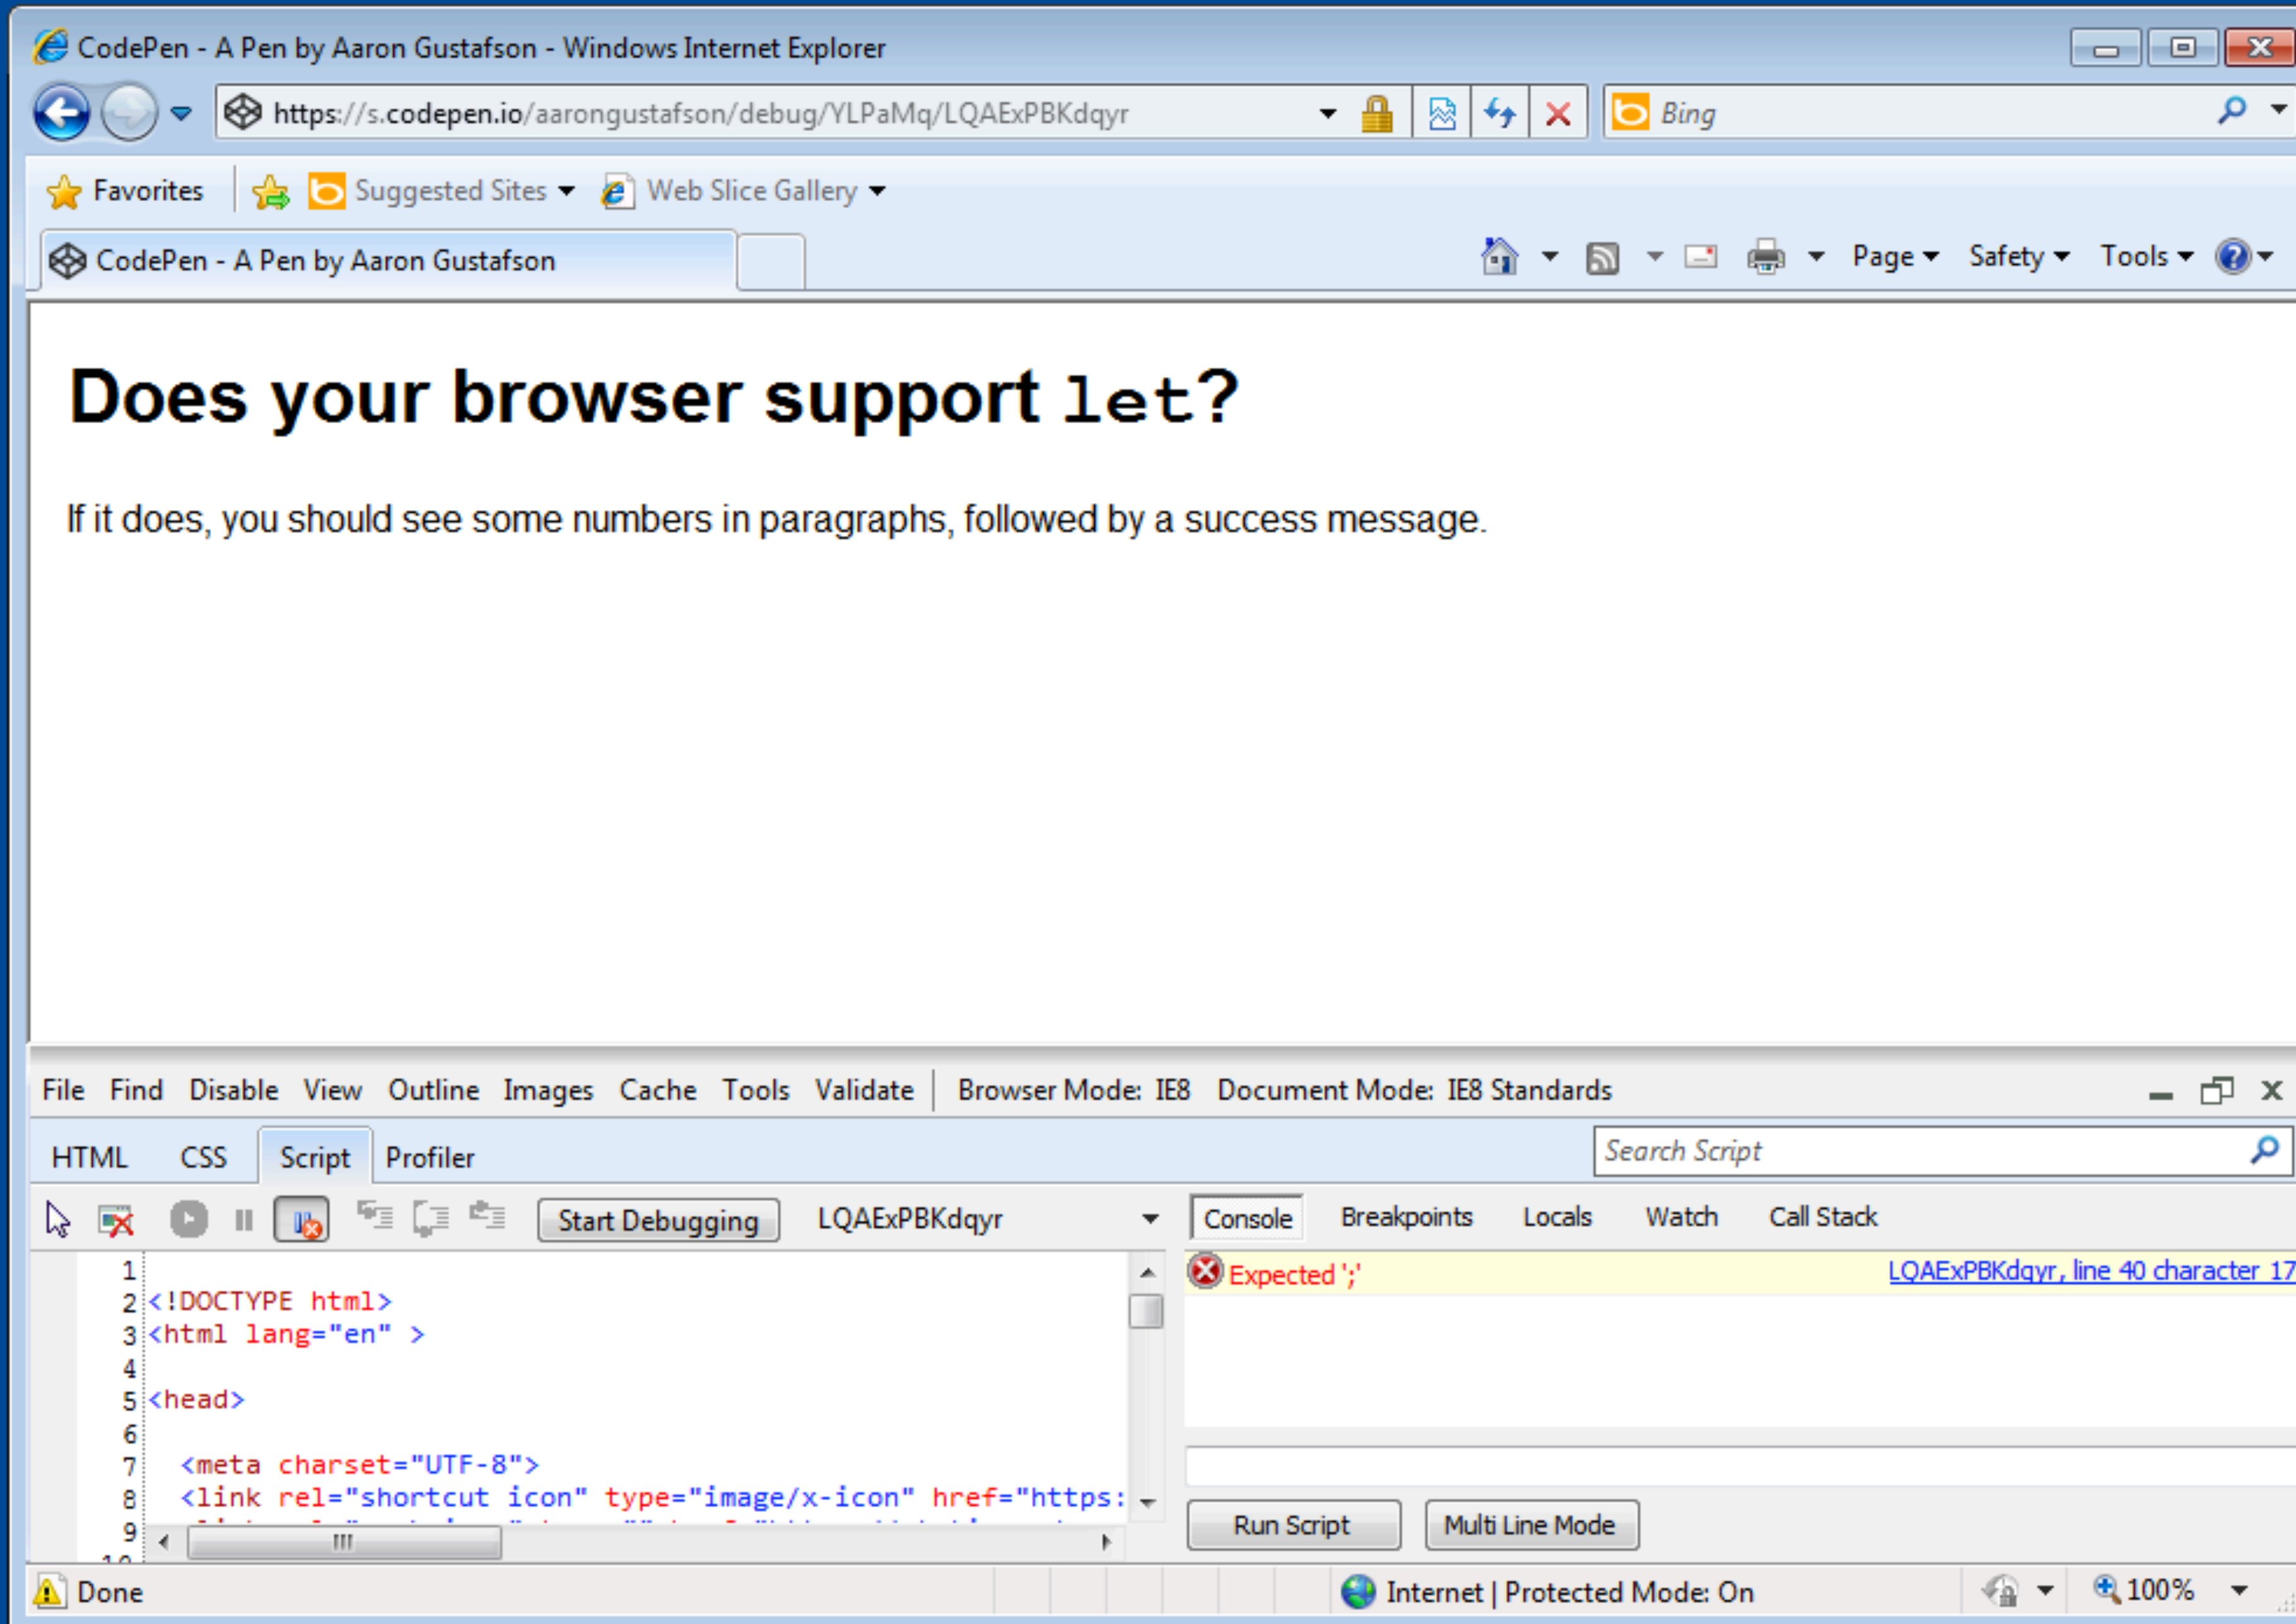 CodePen - A Pen by Aaron Gustafson - Windows Internet Explorer
https://s.codepen.io/aarongustafson/debug/YLPaMq/LQAExPBKdqyr Bing
Favorites Suggested Sites Web Slice Gallery
CodePen - A Pen by Aaron Gustafson Page Safety Tools
Does your browser support let?
If it does, you should see some numbers in paragraphs, followed by a success message.
File Find Disable View Outline Images Cache Tools Validate Browser Mode: IE8 Document Mode: IE8 Standards
HTML CSS Script Profiler Search Script
Start Debugging LQAExPBKdqyr Console Breakpoints Locals Watch Call Stack
1
2 <!DOCTYPE html>
3 <html lang="en" >
4
5 <head>
6
7 <meta charset="UTF-8">
8 <link rel="shortcut icon" type="image/x-icon" href="https:
9
Expected ';' LQAExPBKdqyr, line 40 character 17
Run Script Multi Line Mode
Done Internet | Protected Mode: On 100%